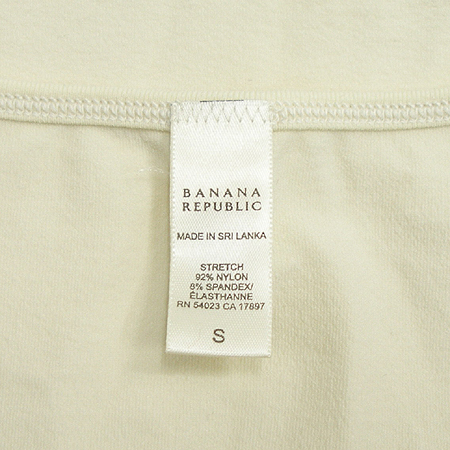 BANANA
REPUBLIC
MADE IN SRI LANKA
STRETCH
92% NYLON
8% SPANDEX/
ÉLASTHANNE
RN 54023 CA 17897
S